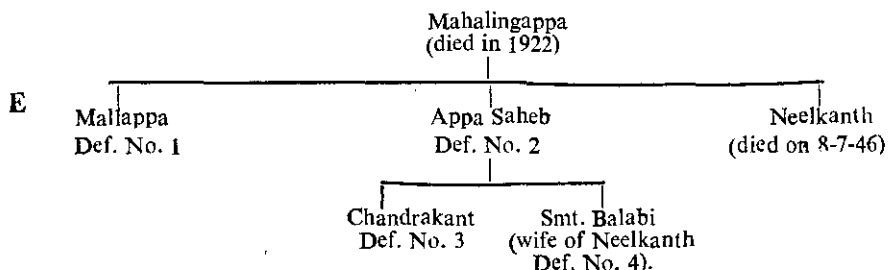 Mahalingappa
(died in 1922)
E
Mallappa Appa Saheb Neelkanth
Def. No. 1 Def. No. 2 (died on 8-7-46)
Chandrakant Smt. Balabi
Def. No. 3 (wife of Neelkanth
Def. No. 4).